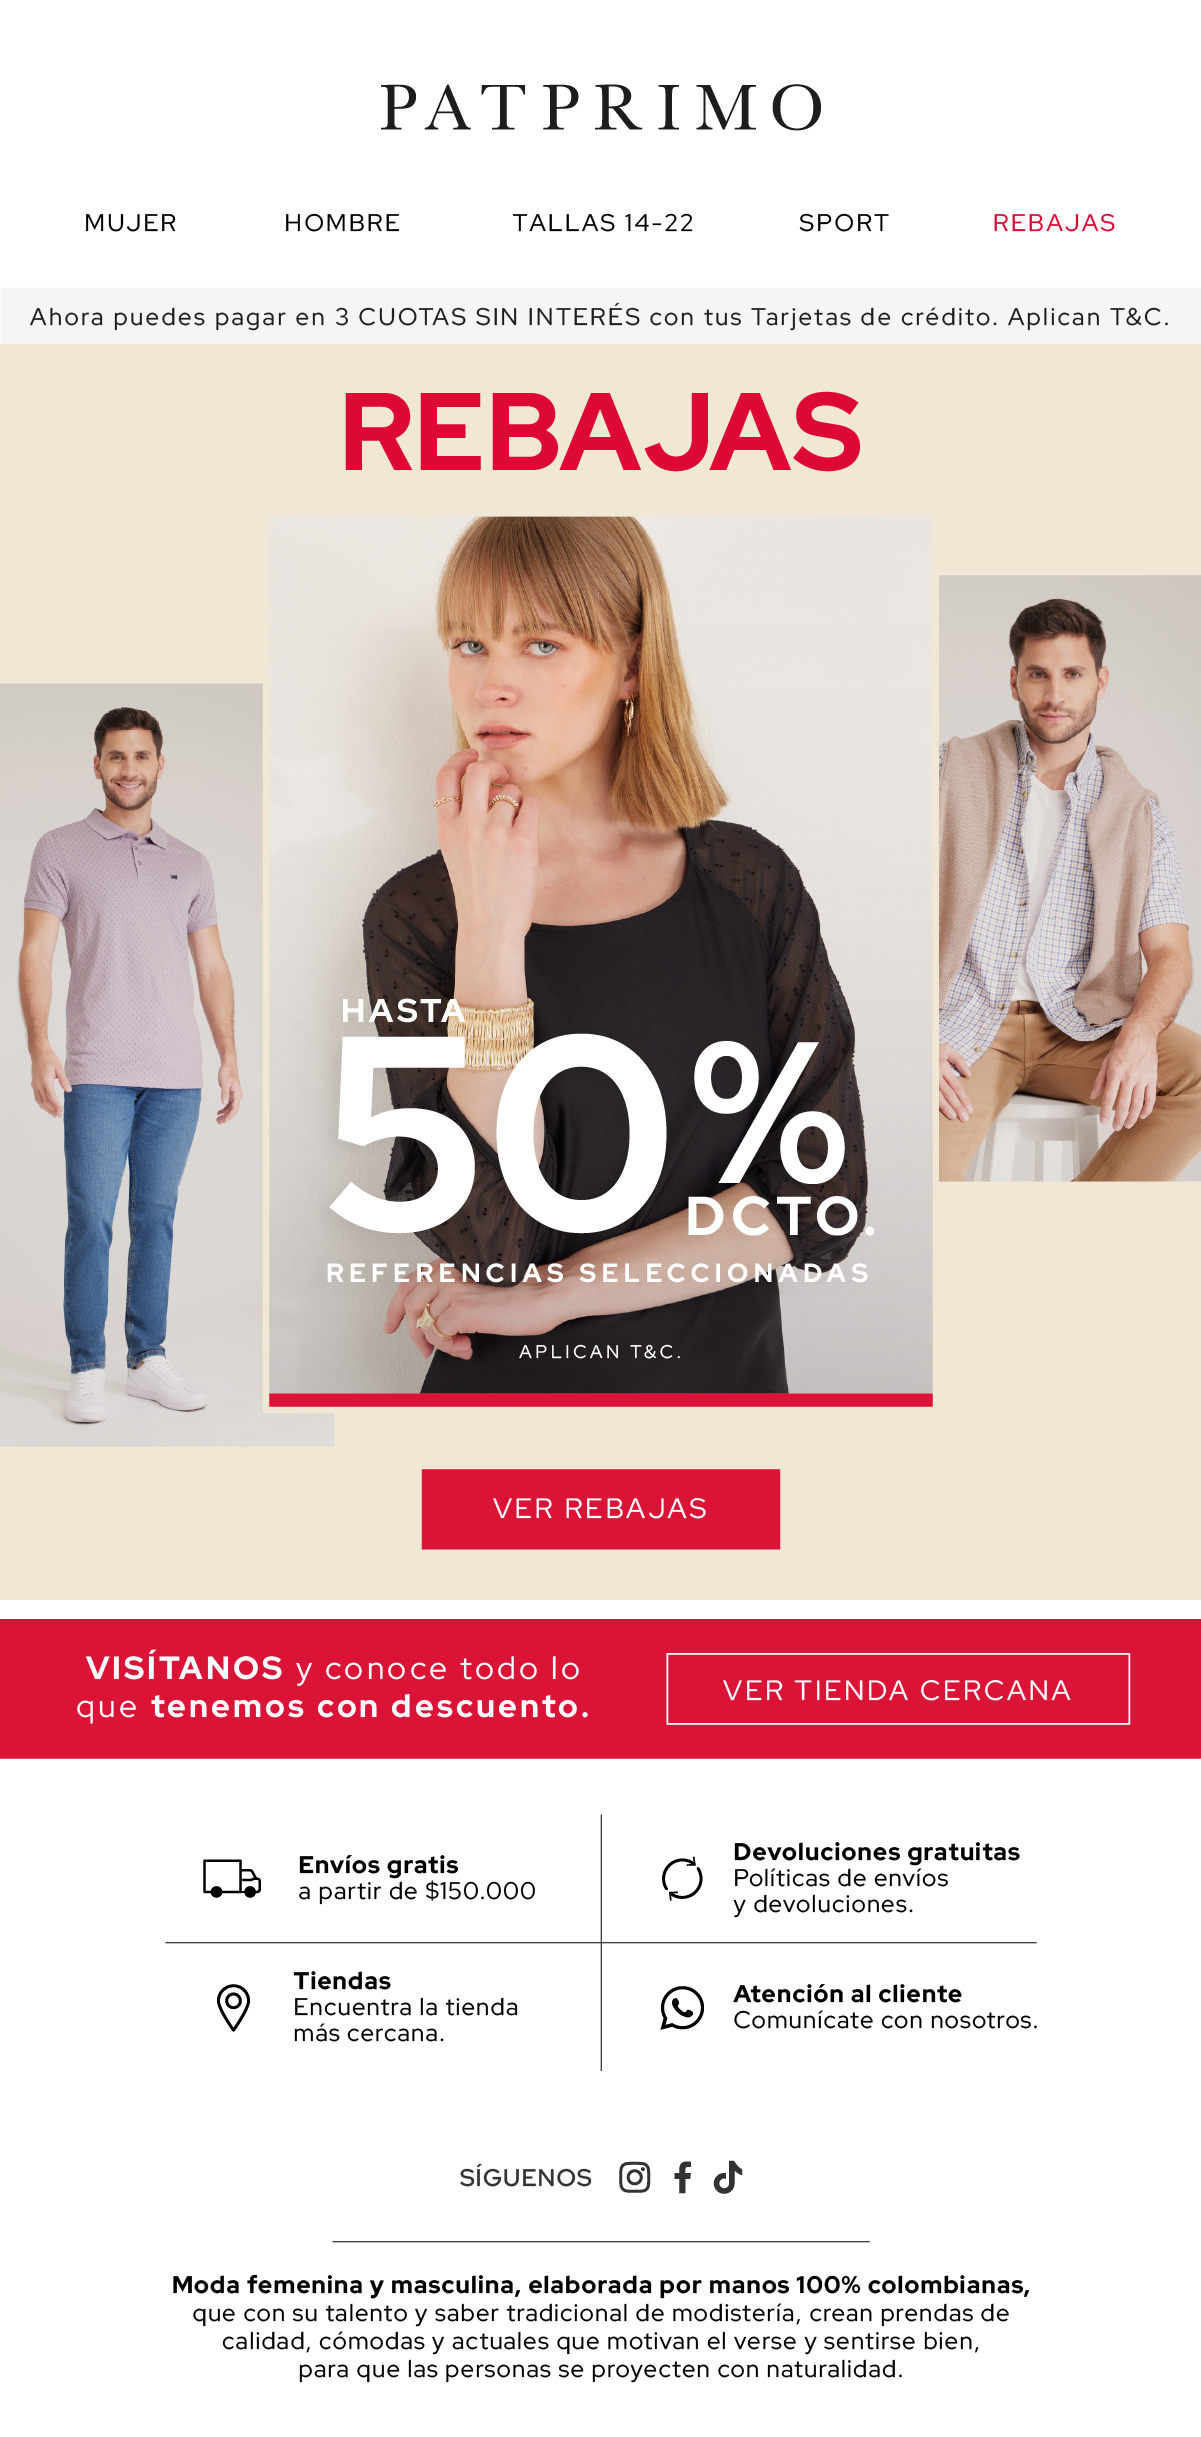 PATPRIMO
MUJER
HOMBRE
TALLAS 14-22
SPORT
REBAJAS
Ahora puedes pagar en 3 CUOTAS SIN INTERÉS con tus Tarjetas de crédito. Aplican T&C.
REBAJAS
HASTA
50%
DCTO.
REFERENCIAS SELECCIONADAS
APLICAN T&C.
VER REBAJAS
VISÍTANOS y conoce todo lo
que tenemos con descuento.
VER TIENDA CERCANA
Envíos gratis
a partir de $150.000
Devoluciones gratuitas
Políticas de envíos
y devoluciones.
Tiendas
Encuentra la tienda
más cercana.
Atención al cliente
Comunícate con nosotros.
SÍGUENOS
Moda femenina y masculina, elaborada por manos 100% colombianas,
que con su talento y saber tradicional de modistería, crean prendas de
calidad, cómodas y actuales que motivan el verse y sentirse bien,
para que las personas se proyecten con naturalidad.